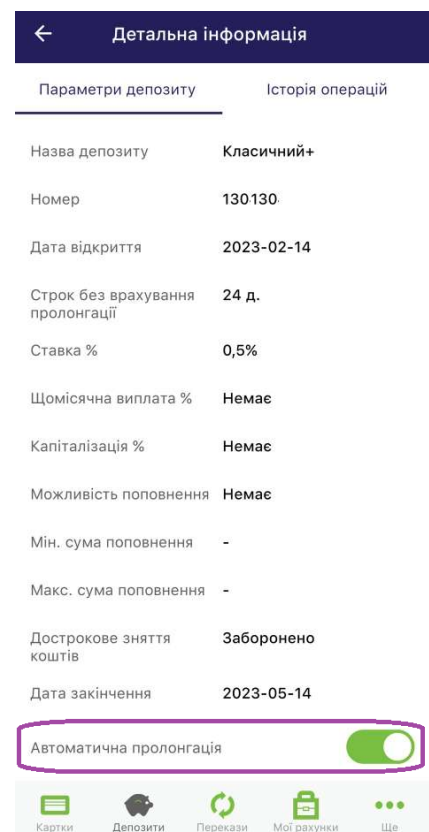 Детальна інформація
Параметри депозиту Історія операцій
Назва депозиту Класичний+
Номер 130130
Дата відкриття 2023-02-14
Строк без врахування 24 д.
пролонгації
Ставка % 0,5%
Щомісячна виплата % Немає
Капіталізація % Немає
Можливість поповнення Немає
Мін. сума поповнення -
Макс. сума поповнення -
Дострокове зняття Заборонено
коштів
Дата закінчення 2023-05-14
Автоматична пролонгація
Картки Депозити Перекази Мої рахунки Ще